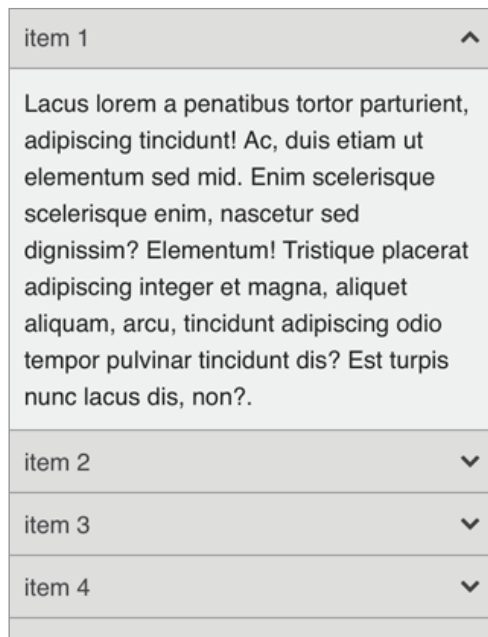 item 1
Lacus lorem a penatibus tortor parturient,
adipiscing tincidunt! Ac, duis etiam ut
elementum sed mid. Enim scelerisque
scelerisque enim, nascetur sed
dignissim? Elementum! Tristique placerat
adipiscing integer et magna, aliquet
aliquam, arcu, tincidunt adipiscing odio
tempor pulvinar tincidunt dis? Est turpis
nunc lacus dis, non?.
item 2
item 3
item 4